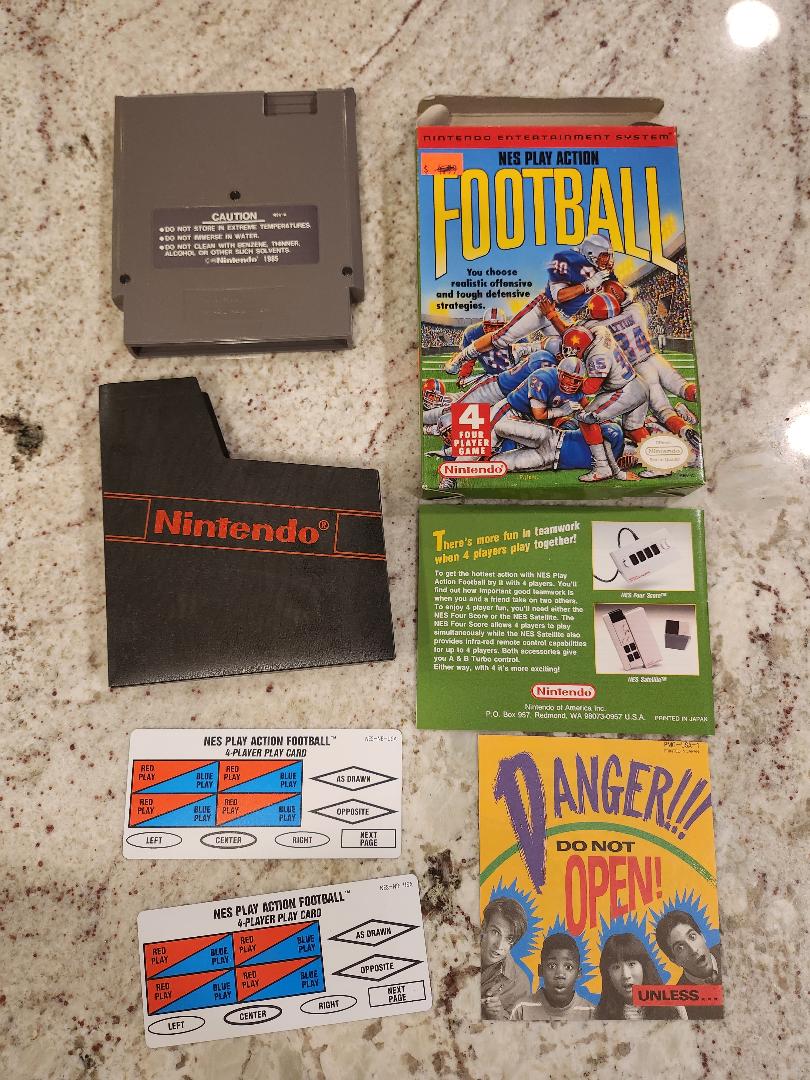 CAUTION
REV-A
●DO NOT STORE IN EXTREME TEMPERATURES.
●DO NOT IMMERSE IN WATER.
●DO NOT CLEAN WITH BENZENE, THINNER,
ALCOHOL OR OTHER SUCH SOLVENTS.
©®Nintendo® 1985
NINTENDO ENTERTAINMENT SYSTEM®
NES PLAY ACTION
FOOTBALL
You choose
realistic offensive
and tough defensive
strategies.
4
FOUR
PLAYER
GAME
Nintendo®
Nintendo®
There's more fun in teamwork
when 4 players play together!
To get the hottest action with NES Play
Action Football try it with 4 players. You'll
find out how important good teamwork is
when you and a friend take on two others.
To enjoy 4 player fun, you'll need either the
NES Four Score or the NES Satellite. The
NES Four Score allows 4 players to play
simultaneously while the NES Satellite also
provides infra-red remote control capabilities
for up to 4 players. Both accessories give
you A & B Turbo control.
Either way, with 4 it's more exciting!
NES Four Score™
NES Satellite™
Nintendo®
Nintendo of America, Inc.
P.O. Box 957, Redmond, WA 98073-0957 U.S.A.
PRINTED IN JAPAN
NES PLAY ACTION FOOTBALL™
4-PLAYER PLAY CARD
RED
PLAY
BLUE
PLAY
RED
PLAY
BLUE
PLAY
AS DRAWN
RED
PLAY
BLUE
PLAY
RED
PLAY
BLUE
PLAY
OPPOSITE
LEFT
CENTER
RIGHT
NEXT
PAGE
NES PLAY ACTION FOOTBALL™
4-PLAYER PLAY CARD
RED
PLAY
BLUE
PLAY
RED
PLAY
BLUE
PLAY
AS DRAWN
RED
PLAY
BLUE
PLAY
RED
PLAY
BLUE
PLAY
OPPOSITE
LEFT
CENTER
RIGHT
NEXT
PAGE
DANGER!!!
DO NOT
OPEN!
UNLESS...